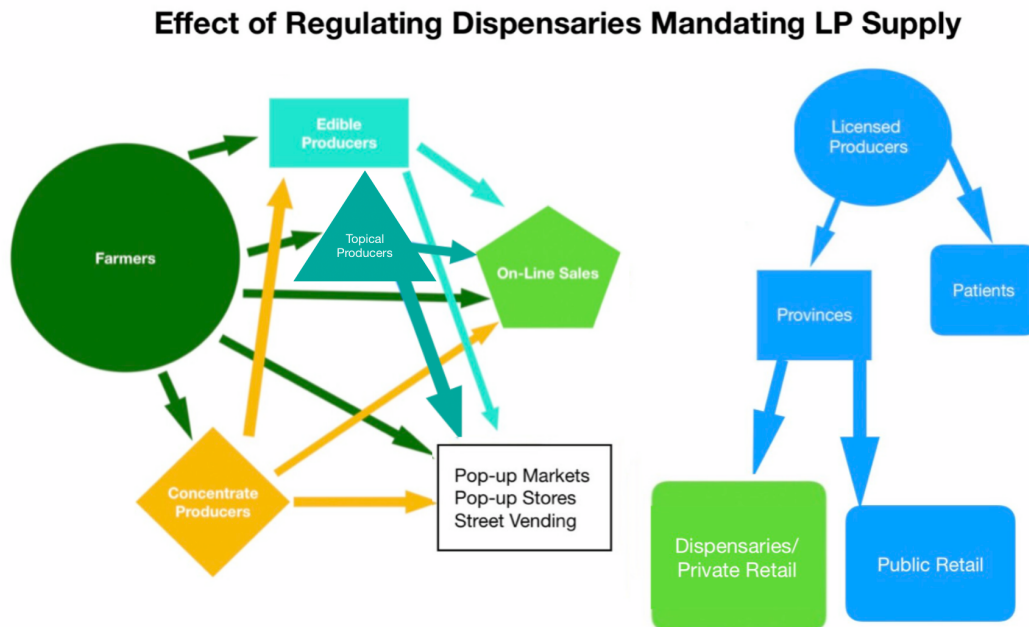 Effect of Regulating Dispensaries Mandating LP Supply
Edible
Producers
Licensed
Producers
Farmers
Topical
Producers
On-Line Sales
Patients
Provinces
Concentrate
Producers
Pop-up Markets
Pop-up Stores
Street Vending
Dispensaries/
Private Retail
Public Retail